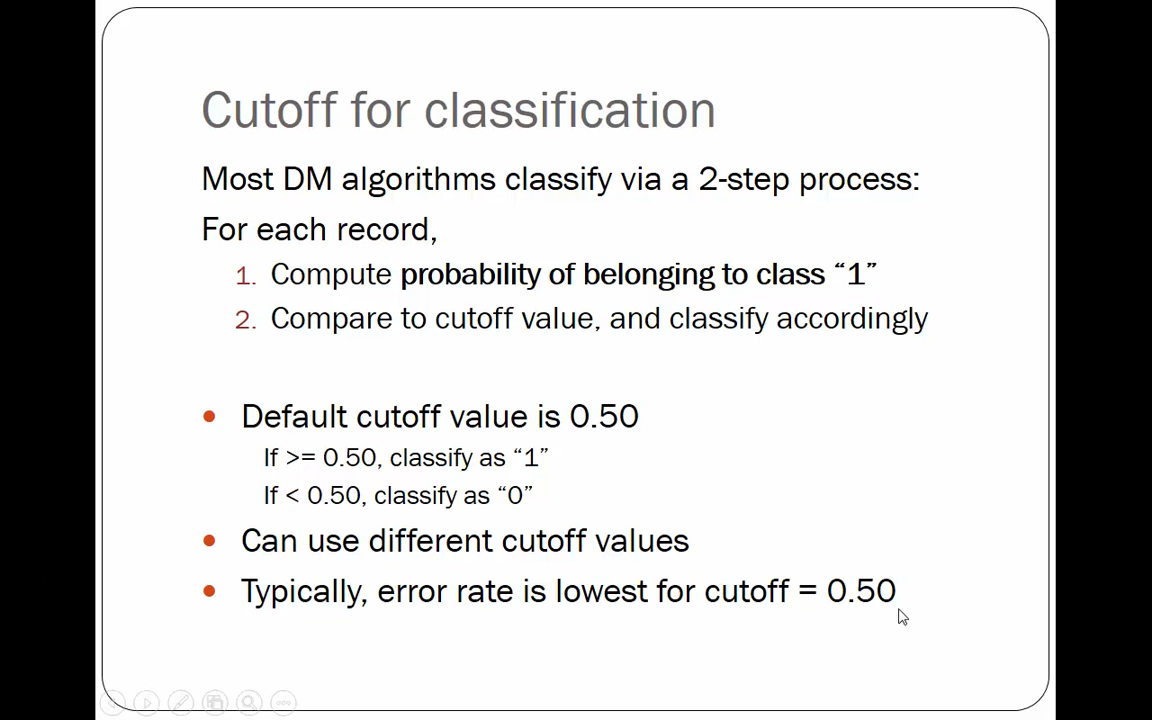 Cutoff for classification
Most DM algorithms classify via a 2-step process:
For each record,
1. Compute probability of belonging to class “1”
2. Compare to cutoff value, and classify accordingly
• Default cutoff value is 0.50
If >= 0.50, classify as “1”
If < 0.50, classify as “0”
• Can use different cutoff values
• Typically, error rate is lowest for cutoff = 0.50